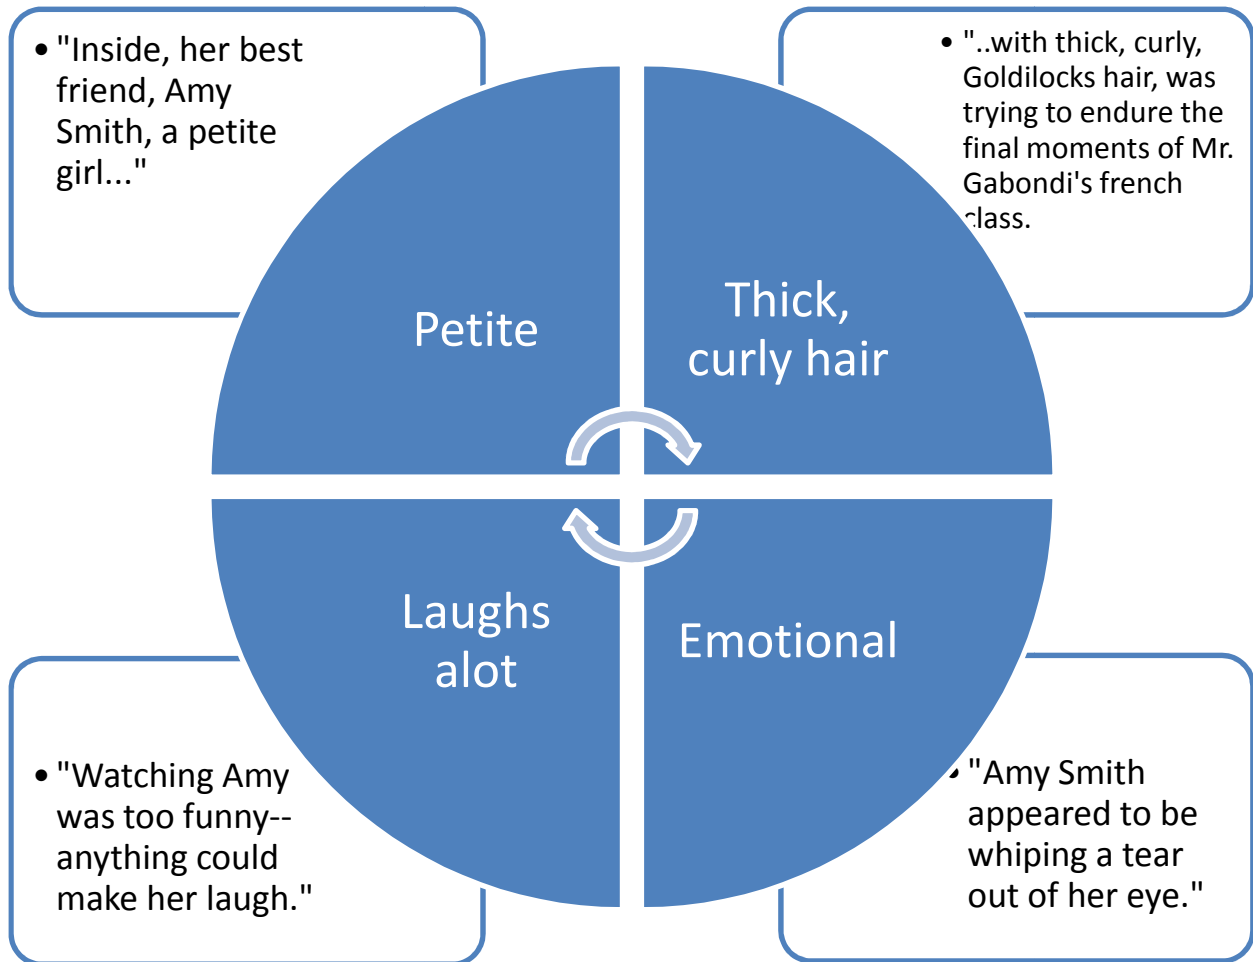 • "Inside, her best
friend, Amy
Smith, a petite
girl..."
• "..with thick, curly,
Goldilocks hair, was
trying to endure the
final moments of Mr.
Gabondi's french
class.
Petite
Thick,
curly hair
Laughs
alot
Emotional
• "Watching Amy
was too funny--
anything could
make her laugh."
• "Amy Smith
appeared to be
whiping a tear
out of her eye."